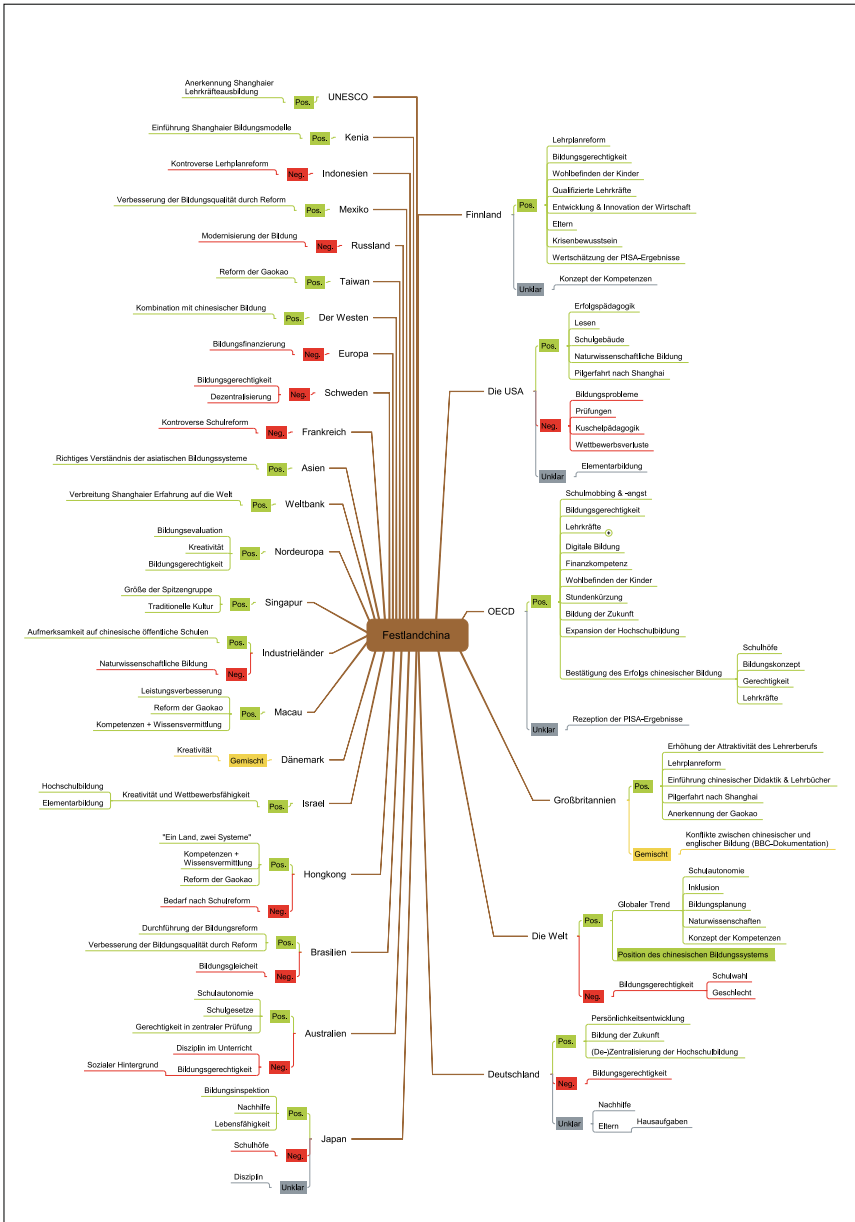 Festlandchina
Anerkennung Shanghaier
Lehrkräfteausbildung
Pos.
UNESCO
Einführung Shanghaier Bildungsmodelle
Pos.
Kenia
Kontroverse Lerhplanreform
Neg.
Indonesien
Verbesserung der Bildungsqualität durch Reform
Pos.
Mexiko
Modernisierung der Bildung
Neg.
Russland
Reform der Gaokao
Pos.
Taiwan
Kombination mit chinesischer Bildung
Pos.
Der Westen
Bildungsfinanzierung
Neg.
Europa
Bildungsgerechtigkeit
Dezentralisierung
Neg.
Schweden
Kontroverse Schulreform
Neg.
Frankreich
Richtiges Verständnis der asiatischen Bildungssysteme
Pos.
Asien
Verbreitung Shanghaier Erfahrung auf die Welt
Pos.
Weltbank
Bildungsevaluation
Kreativität
Bildungsgerechtigkeit
Pos.
Nordeuropa
Größe der Spitzengruppe
Traditionelle Kultur
Pos.
Singapur
Aufmerksamkeit auf chinesische öffentliche Schulen
Pos.
Naturwissenschaftliche Bildung
Neg.
Industrieländer
Leistungsverbesserung
Reform der Gaokao
Kompetenzen + Wissensvermittlung
Pos.
Macau
Kreativität
Gemischt
Dänemark
Hochschulbildung
Elementarbildung
Kreativität und Wettbewerbsfähigkeit
Pos.
Israel
"Ein Land, zwei Systeme"
Kompetenzen +
Wissensvermittlung
Reform der Gaokao
Pos.
Bedarf nach Schulreform
Neg.
Hongkong
Durchführung der Bildungsreform
Verbesserung der Bildungsqualität durch Reform
Pos.
Bildungsgleicheit
Neg.
Brasilien
Schulautonomie
Schulgesetze
Gerechtigkeit in zentraler Prüfung
Pos.
Disziplin im Unterricht
Sozialer Hintergrund
Bildungsgerechtigkeit
Neg.
Australien
Bildungsinspektion
Nachhilfe
Lebensfähigkeit
Pos.
Schulhöfe
Neg.
Disziplin
Unklar
Japan
Finnland
Pos.
Lehrplanreform
Bildungsgerechtigkeit
Wohlbefinden der Kinder
Qualifizierte Lehrkräfte
Entwicklung & Innovation der Wirtschaft
Eltern
Krisenbewusstsein
Wertschätzung der PISA-Ergebnisse
Unklar
Konzept der Kompetenzen
Die USA
Pos.
Erfolgspädagogik
Lesen
Schulgebäude
Naturwissenschaftliche Bildung
Pilgerfahrt nach Shanghai
Neg.
Bildungsprobleme
Prüfungen
Kuschelpädagogik
Wettbewerbsverluste
Unklar
Elementarbildung
OECD
Pos.
Schulmobbing & -angst
Bildungsgerechtigkeit
Lehrkräfte
Digitale Bildung
Finanzkompetenz
Wohlbefinden der Kinder
Stundenkürzung
Bildung der Zukunft
Expansion der Hochschulbildung
Bestätigung des Erfolgs chinesischer Bildung
Schulhöfe
Bildungskonzept
Gerechtigkeit
Lehrkräfte
Unklar
Rezeption der PISA-Ergebnisse
Großbritannien
Pos.
Erhöhung der Attraktivität des Lehrerberufs
Lehrplanreform
Einführung chinesischer Didaktik & Lehrbücher
Pilgerfahrt nach Shanghai
Anerkennung der Gaokao
Gemischt
Konflikte zwischen chinesischer und
englischer Bildung (BBC-Dokumentation)
Die Welt
Pos.
Globaler Trend
Schulautonomie
Inklusion
Bildungsplanung
Naturwissenschaften
Konzept der Kompetenzen
Position des chinesischen Bildungssystems
Neg.
Bildungsgerechtigkeit
Schulwahl
Geschlecht
Deutschland
Pos.
Persönlichkeitsentwicklung
Bildung der Zukunft
(De-)Zentralisierung der Hochschulbildung
Neg.
Bildungsgerechtigkeit
Unklar
Nachhilfe
Eltern
Hausaufgaben